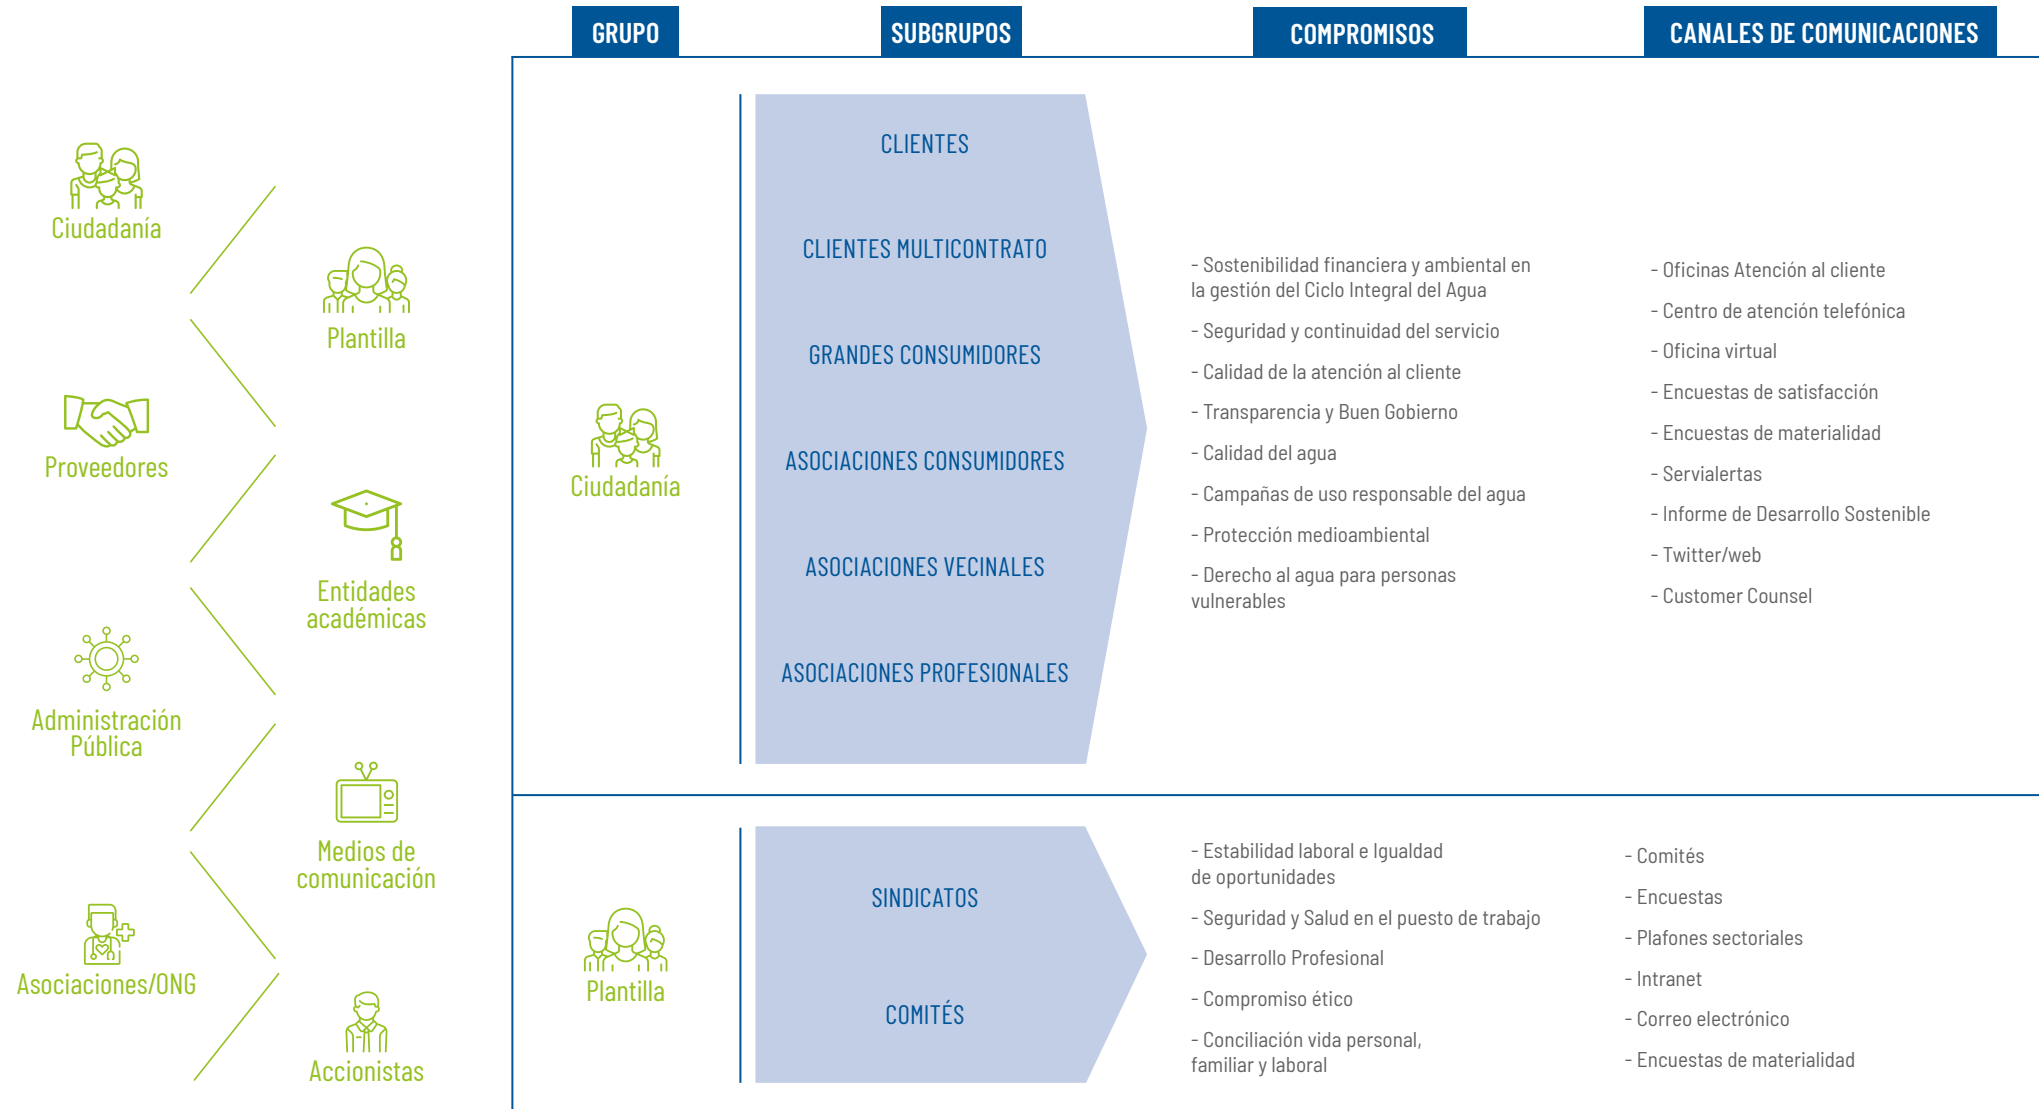 Ciudadanía
Plantilla
Proveedores
Entidades
académicas
Administración
Pública
Medios de
comunicación
Asociaciones/ONG
Accionistas
GRUPO
SUBGRUPOS
COMPROMISOS
CANALES DE COMUNICACIONES
Ciudadanía
CLIENTES
CLIENTES MULTICONTRATO
GRANDES CONSUMIDORES
ASOCIACIONES CONSUMIDORES
ASOCIACIONES VECINALES
ASOCIACIONES PROFESIONALES
- Sostenibilidad financiera y ambiental en
la gestión del Ciclo Integral del Agua
- Seguridad y continuidad del servicio
- Calidad de la atención al cliente
- Transparencia y Buen Gobierno
- Calidad del agua
- Campañas de uso responsable del agua
- Protección medioambiental
- Derecho al agua para personas
vulnerables
- Oficinas Atención al cliente
- Centro de atención telefónica
- Oficina virtual
- Encuestas de satisfacción
- Encuestas de materialidad
- Servialertas
- Informe de Desarrollo Sostenible
- Twitter/web
- Customer Counsel
Plantilla
SINDICATOS
COMITÉS
- Estabilidad laboral e Igualdad
de oportunidades
- Seguridad y Salud en el puesto de trabajo
- Desarrollo Profesional
- Compromiso ético
- Conciliación vida personal,
familiar y laboral
- Comités
- Encuestas
- Plafones sectoriales
- Intranet
- Correo electrónico
- Encuestas de materialidad